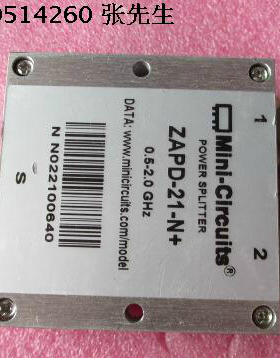 0514260 张先生
Mini-Circuits®
POWER SPLITTER
ZAPD-21-N+
0.5-2.0 GHz
DATA: www.minicircuits.com/model
N N022100640
S
1
2